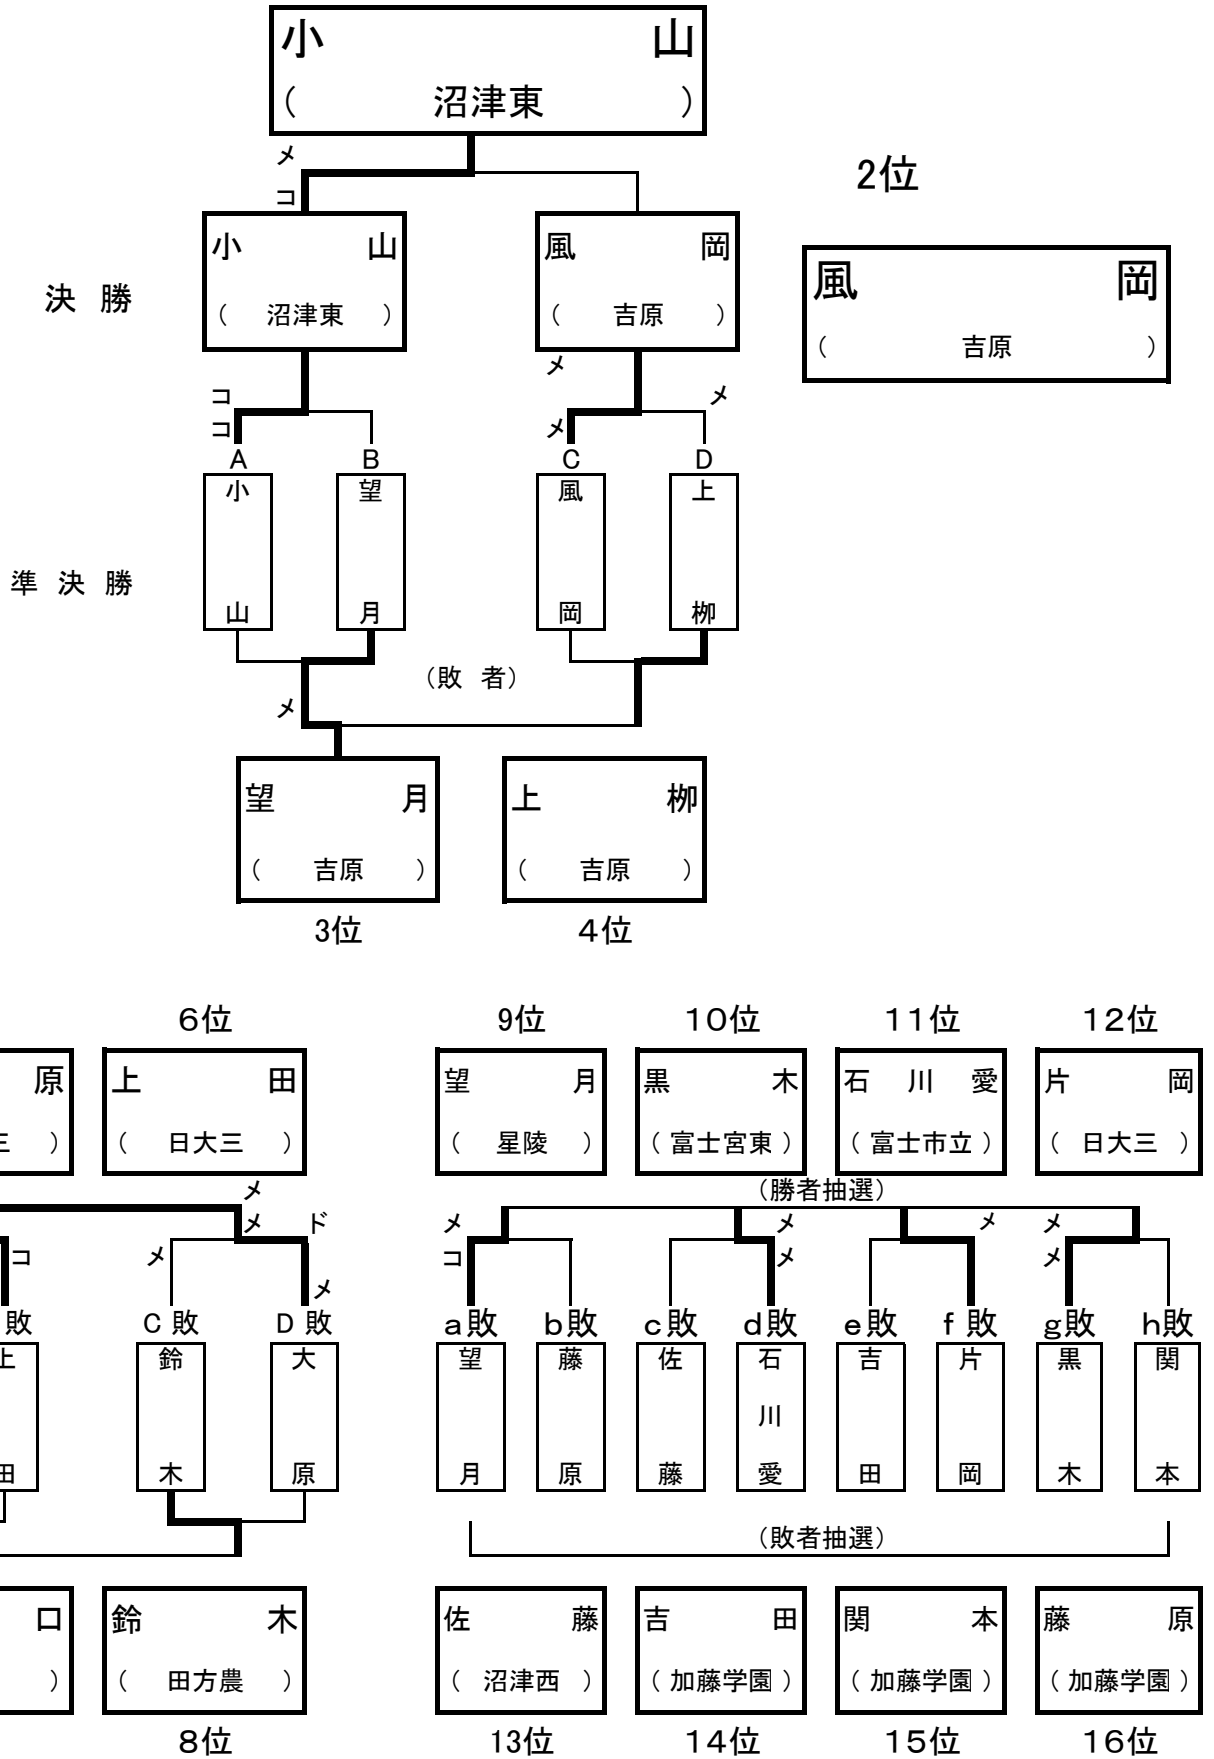 小 山
( 沼津東 )
メ
コ
2位
小 山
( 沼津東 )
風 岡
( 吉原 )
決 勝
風 岡
( 吉原 )
メ
コ
コ
メ
メ
A
B
C
D
小山
望月
風岡
上栁
準 決 勝
(敗 者)
メ
望 月
( 吉原 )
上 栁
( 吉原 )
3位
4位
6位
9位
10位
11位
12位
原
三 )
上 田
( 日大三 )
望 月
( 星陵 )
黒 木
( 富士宮東 )
石 川 愛
( 富士市立 )
片 岡
( 日大三 )
(勝者抽選)
メ
メ
ド
コ
メ
メ
メ
コ
メ
メ
メ
メ
メ
敗
C 敗
D 敗
a敗
b敗
c敗
d敗
e敗
f 敗
g敗
h敗
上田
鈴木
大原
望月
藤原
佐藤
石川愛
吉田
片岡
黒木
関本
(敗者抽選)
口
)
鈴 木
( 田方農 )
佐 藤
( 沼津西 )
吉 田
( 加藤学園 )
関 本
( 加藤学園 )
藤 原
( 加藤学園 )
8位
13位
14位
15位
16位